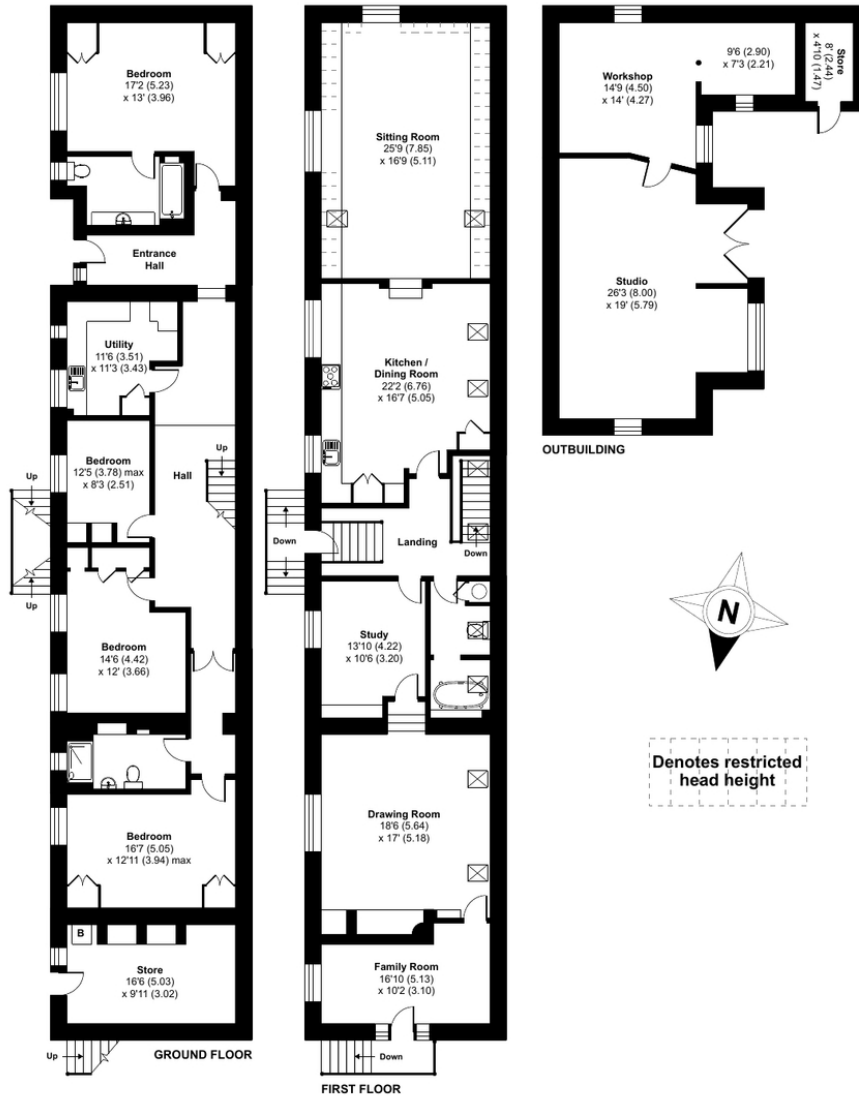 Bedroom
17'2 (5.23)
x 13' (3.96)
Entrance
Hall
Utility
11'6 (3.51)
x 11'3 (3.43)
Up
Bedroom
12'5 (3.78) max
x 8'3 (2.51)
Hall
Up
Up
Bedroom
14'6 (4.42)
x 12' (3.66)
Bedroom
16'7 (5.05)
x 12'11 (3.94) max
B
Store
16'6 (5.03)
x 9'11 (3.02)
Up
GROUND FLOOR
Sitting Room
25'9 (7.85)
x 16'9 (5.11)
Kitchen /
Dining Room
22'2 (6.76)
x 16'7 (5.05)
Down
Landing
Down
Study
13'10 (4.22)
x 10'6 (3.20)
Drawing Room
18'6 (5.64)
x 17' (5.18)
Family Room
16'10 (5.13)
x 10'2 (3.10)
Down
FIRST FLOOR
Workshop
14'9 (4.50)
x 14' (4.27)
9'6 (2.90)
x 7'3 (2.21)
Store
8' (2.44)
x 4'10 (1.47)
Studio
26'3 (8.00)
x 19' (5.79)
OUTBUILDING
N
Denotes restricted
head height